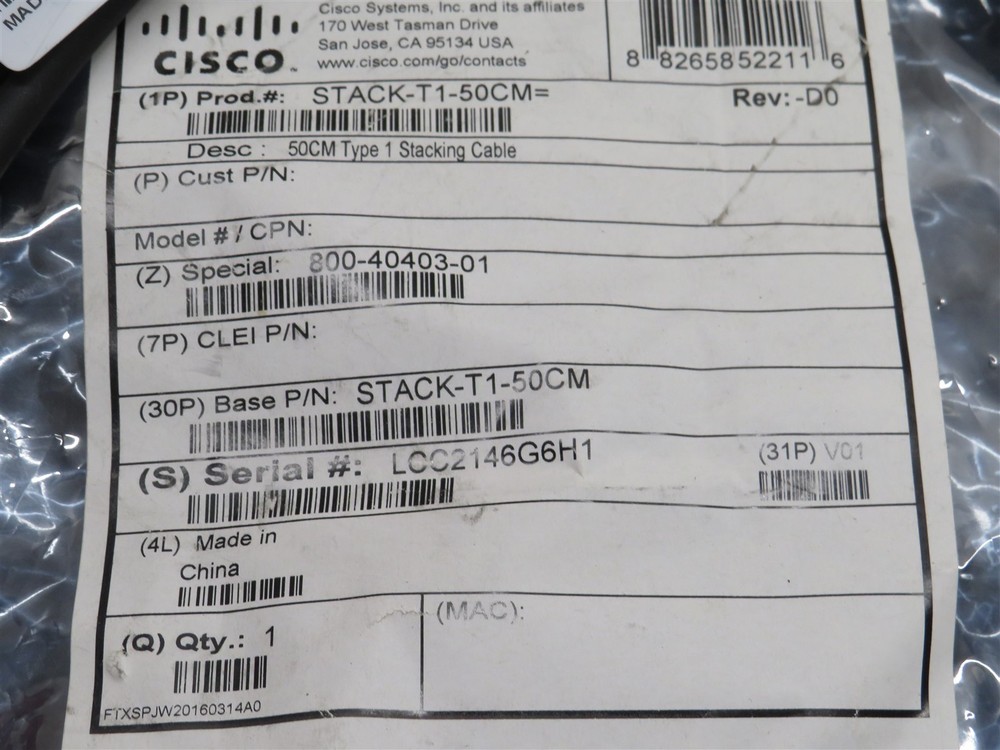 MAD
Cisco Systems, Inc. and its affiliates
170 West Tasman Drive
San Jose, CA 95134 USA
www.cisco.com/go/contacts
CISCO™
8 82658 52211 6
(1P) Prod.#: STACK-T1-50CM=
Rev: -D0
Desc : 50CM Type 1 Stacking Cable
(P) Cust P/N:
Model # / CPN:
(Z) Special: 800-40403-01
(7P) CLEI P/N:
(30P) Base P/N: STACK-T1-50CM
(S) Serial #: LCC2146G6H1
(31P) V01
(4L) Made in
China
(MAC):
(Q) Qty.: 1
FTXSPJW20160314A0